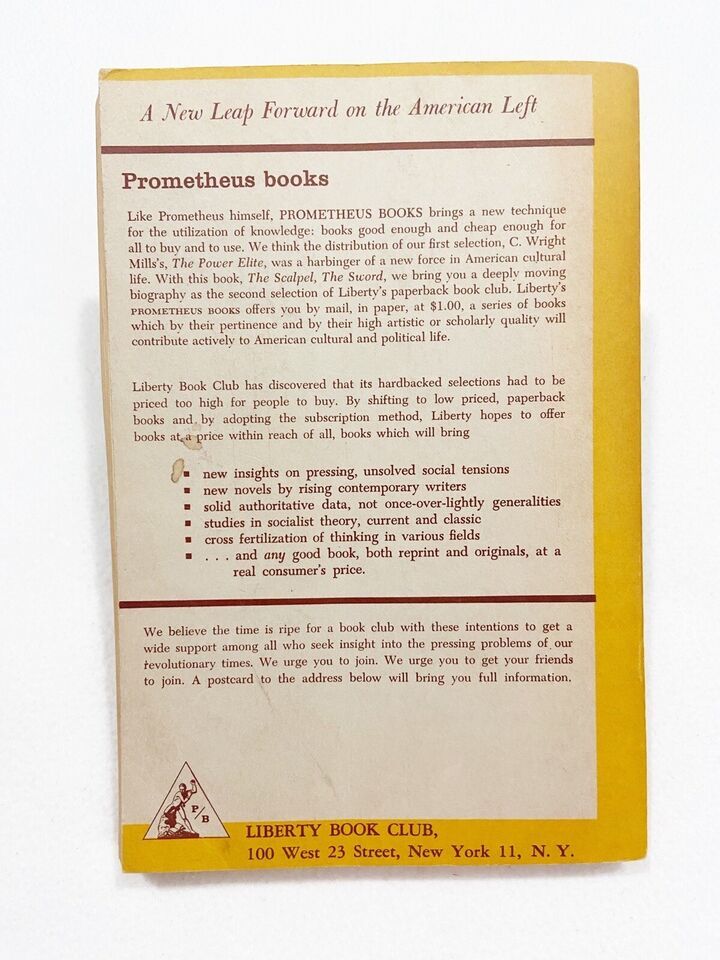 A New Leap Forward on the American Left
Prometheus books
Like Prometheus himself, PROMETHEUS BOOKS brings a new technique
for the utilization of knowledge: books good enough and cheap enough for
all to buy and to use. We think the distribution of our first selection, C. Wright
Mills's, The Power Elite, was a harbinger of a new force in American cultural
life. With this book, The Scalpel, The Sword, we bring you a deeply moving
biography as the second selection of Liberty's paperback book club. Liberty's
PROMETHEUS BOOKS offers you by mail, in paper, at $1.00, a series of books
which by their pertinence and by their high artistic or scholarly quality will
contribute actively to American cultural and political life.
Liberty Book Club has discovered that its hardbacked selections had to be
priced too high for people to buy. By shifting to low priced, paperback
books and by adopting the subscription method, Liberty hopes to offer
books at a price within reach of all, books which will bring
▪ new insights on pressing, unsolved social tensions
▪ new novels by rising contemporary writers
▪ solid authoritative data, not once-over-lightly generalities
▪ studies in socialist theory, current and classic
▪ cross fertilization of thinking in various fields
▪ . . . and any good book, both reprint and originals, at a
real consumer's price.
We believe the time is ripe for a book club with these intentions to get a
wide support among all who seek insight into the pressing problems of our
revolutionary times. We urge you to join. We urge you to get your friends
to join. A postcard to the address below will bring you full information.
P/B
LIBERTY BOOK CLUB,
100 West 23 Street, New York 11, N. Y.